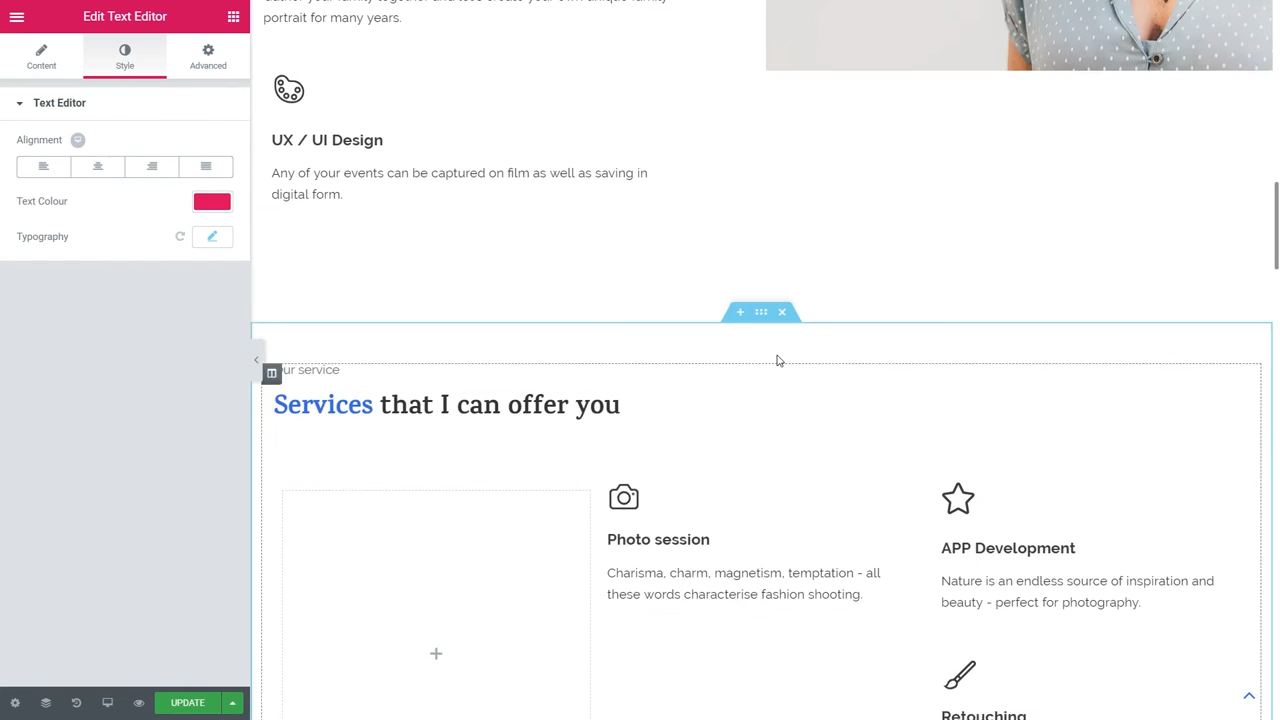 Edit Text Editor
Content
Style
Advanced
Text Editor
Alignment
Text Colour
Typography
UPDATE
portrait for many years.
UX / UI Design
Any of your events can be captured on film as well as saving in
digital form.
our service
Services that I can offer you
Photo session
Charisma, charm, magnetism, temptation - all
these words characterise fashion shooting.
APP Development
Nature is an endless source of inspiration and
beauty - perfect for photography.
Retouching